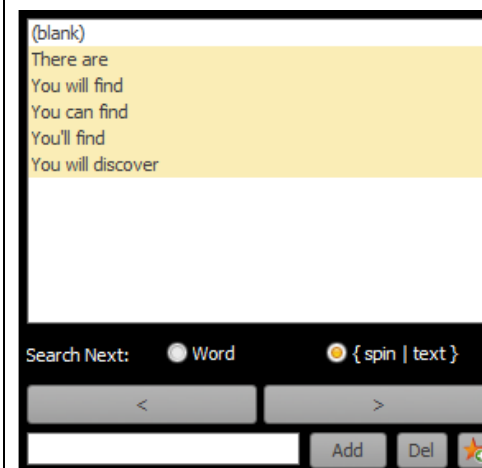 (blank)
There are
You will find
You can find
You'll find
You will discover
Search Next: Word { spin | text }
< >
Add Del